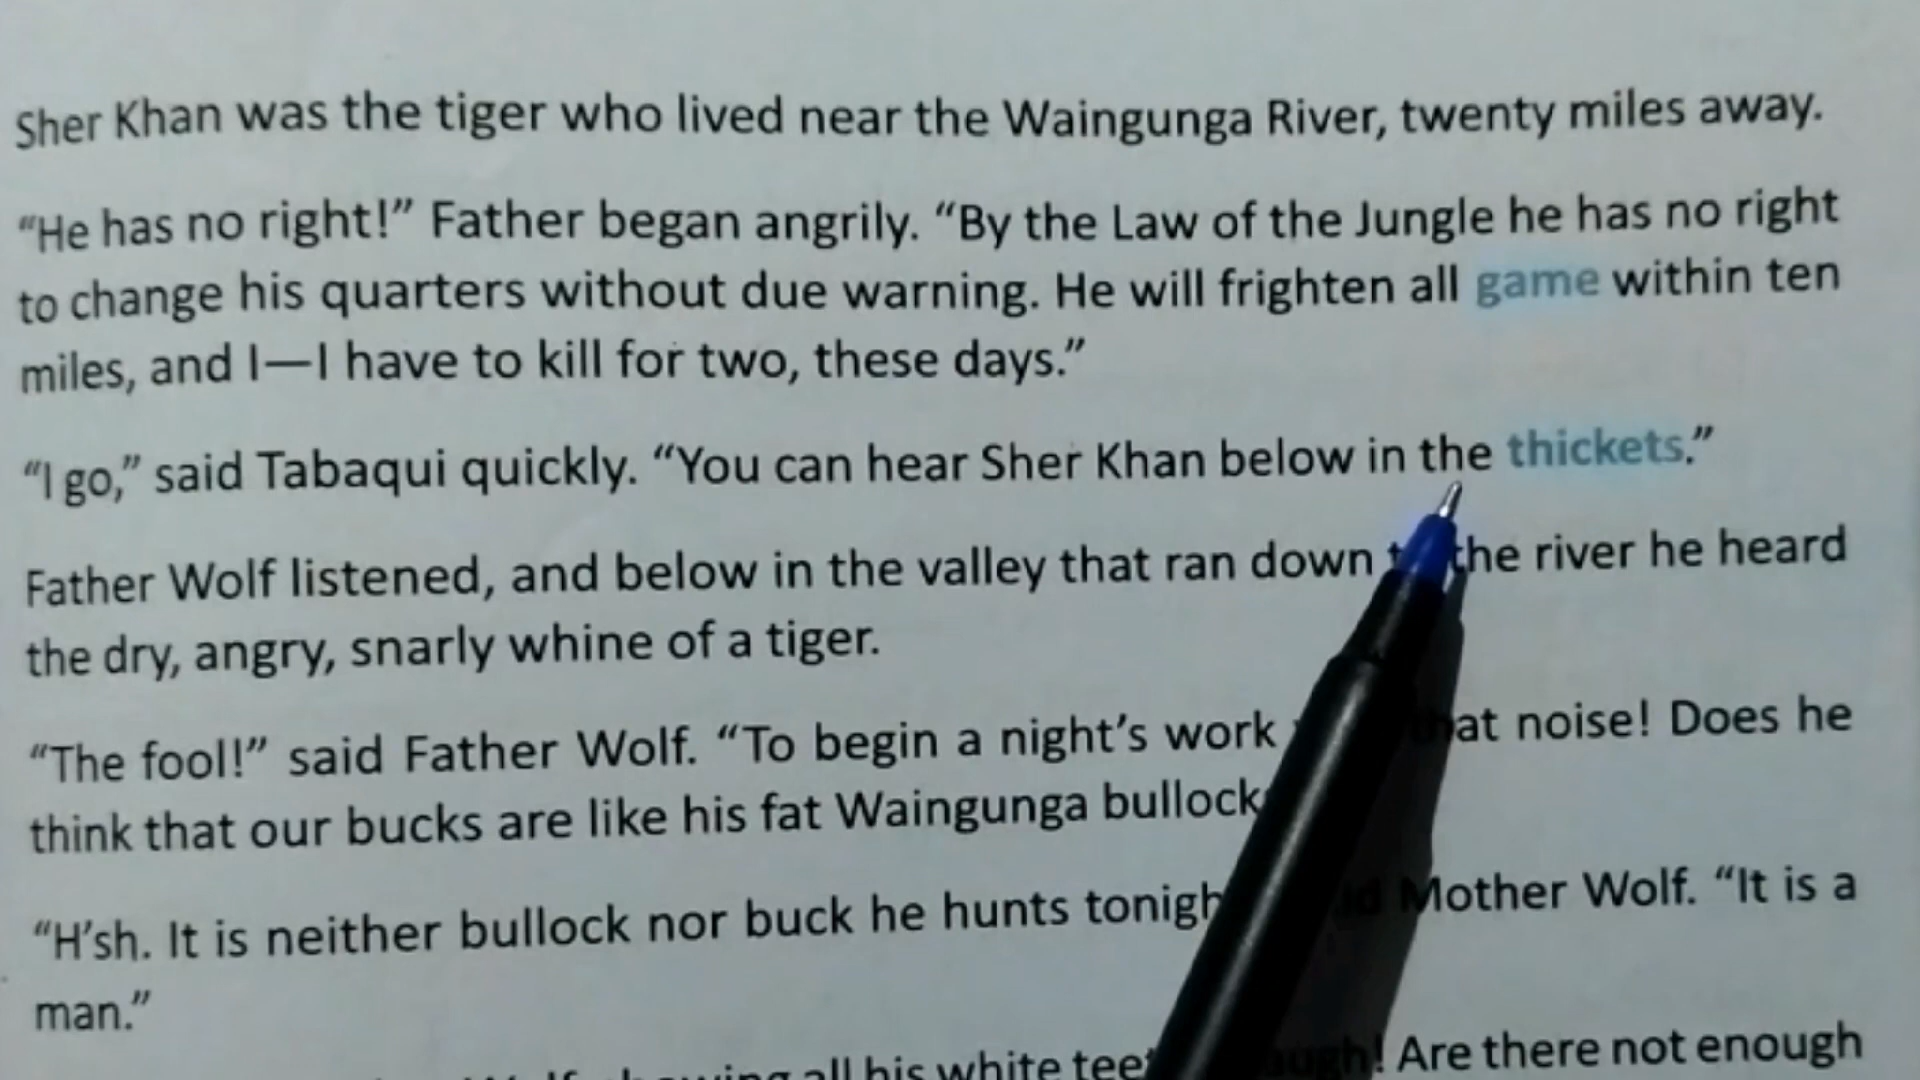 Sher Khan was the tiger who lived near the Waingunga River, twenty miles away.
“He has no right!” Father began angrily. “By the Law of the Jungle he has no right
to change his quarters without due warning. He will frighten all game within ten
miles, and I—I have to kill for two, these days.”
“I go,” said Tabaqui quickly. “You can hear Sher Khan below in the thickets.”
Father Wolf listened, and below in the valley that ran down the river he heard
the dry, angry, snarly whine of a tiger.
“The fool!” said Father Wolf. “To begin a night’s work that noise! Does he
think that our bucks are like his fat Waingunga bullock
“H’sh. It is neither bullock nor buck he hunts Mother Wolf. “It is a
man.”
all his white Are there not enough